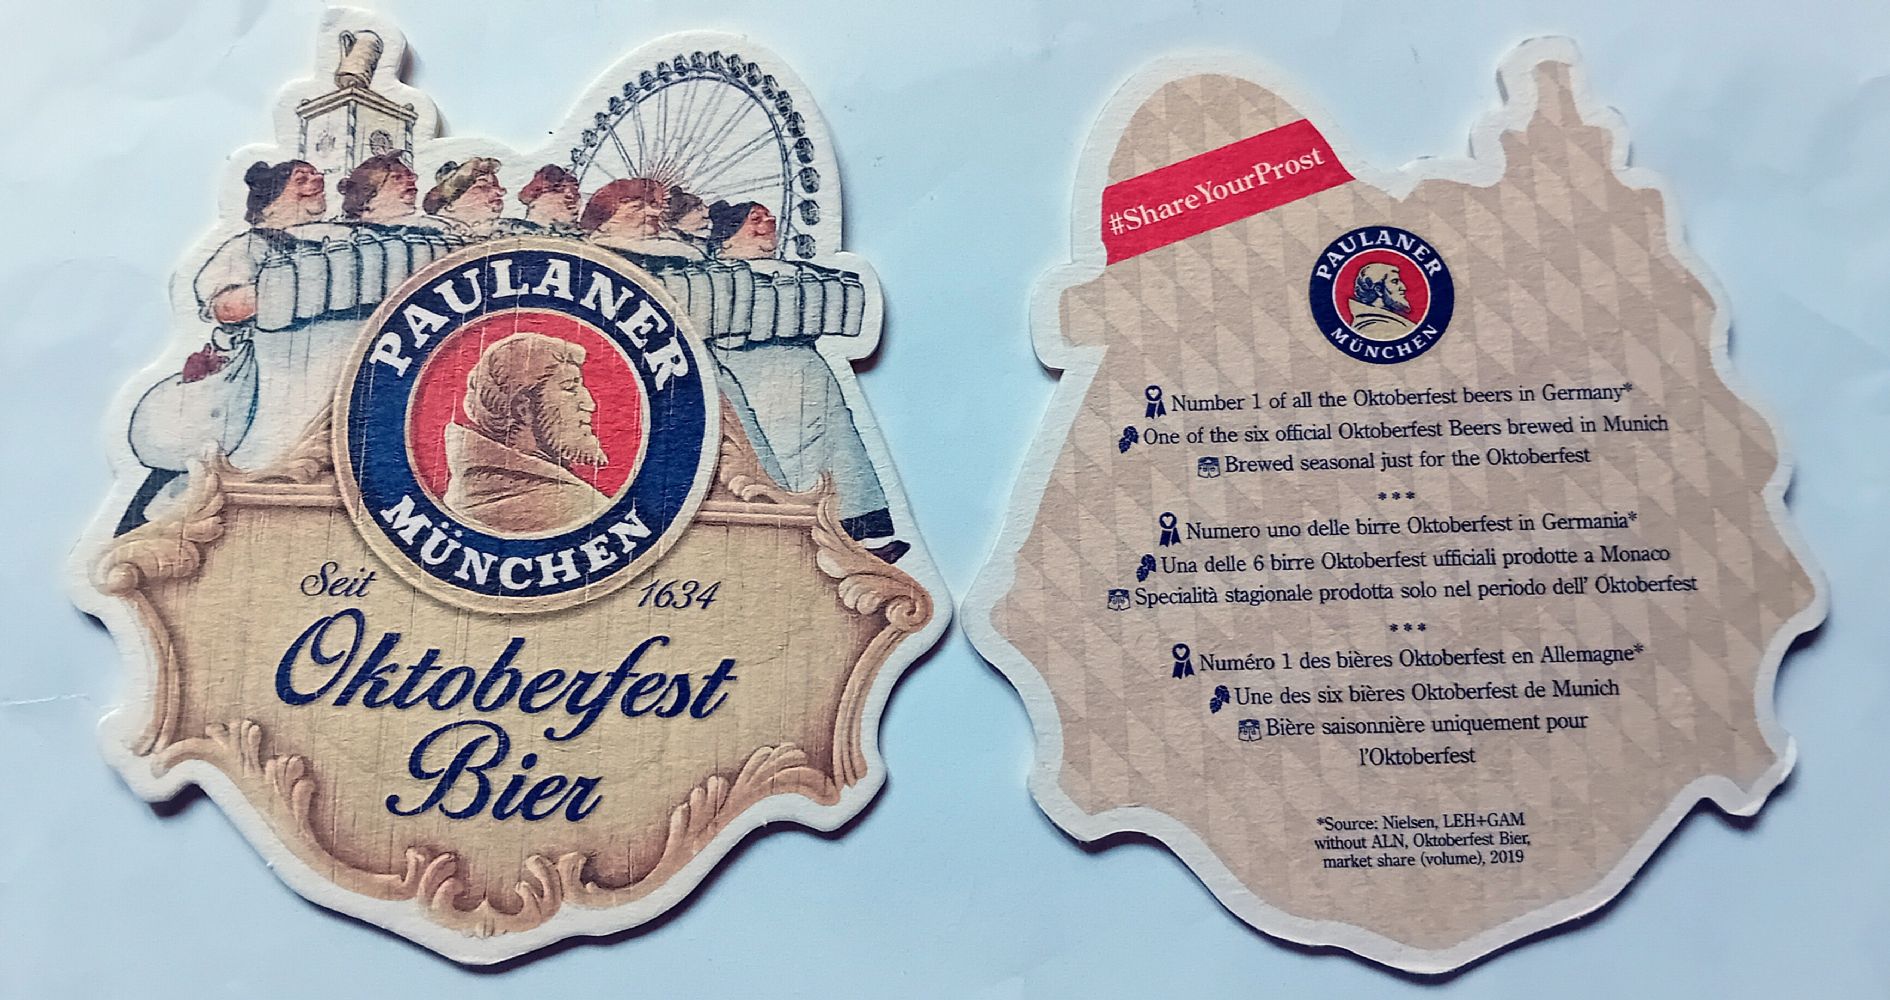 PAULANER
MÜNCHEN
Seit 1634
Oktoberfest
Bier
#ShareYourProst
PAULANER
MÜNCHEN
Number 1 of all the Oktoberfest beers in Germany*
One of the six official Oktoberfest Beers brewed in Munich
Brewed seasonal just for the Oktoberfest
***
Numero uno delle birre Oktoberfest in Germania*
Una delle 6 birre Oktoberfest ufficiali prodotte a Monaco
Specialità stagionale prodotta solo nel periodo dell' Oktoberfest
***
Numéro 1 des bières Oktoberfest en Allemagne*
Une des six bières Oktoberfest de Munich
Bière saisonnière uniquement pour
l'Oktoberfest
*Source: Nielsen, LEH+GAM
without ALN, Oktoberfest Bier,
market share (volume), 2019